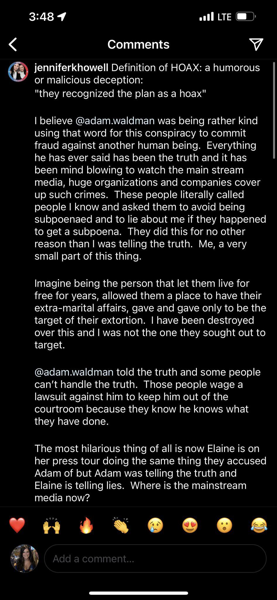 3:48
LTE
Comments
jenniferkhowell Definition of HOAX: a humorous
or malicious deception:
"they recognized the plan as a hoax"
I believe @adam.waldman was being rather kind
using that word for this conspiracy to commit
fraud against another human being.  Everything
he has ever said has been the truth and it has
been mind blowing to watch the main stream
media, huge organizations and companies cover
up such crimes.  These people literally called
people I know and asked them to avoid being
subpoenaed and to lie about me if they happened
to get a subpoena.  They did this for no other
reason than I was telling the truth.  Me, a very
small part of this thing.
Imagine being the person that let them live for
free for years, allowed them a place to have their
extra-marital affairs, gave and gave only to be the
target of their extortion.  I have been destroyed
over this and I was not the one they sought out to
target.
@adam.waldman told the truth and some people
can't handle the truth.  Those people wage a
lawsuit against him to keep him out of the
courtroom because they know he knows what
they have done.
The most hilarious thing of all is now Elaine is on
her press tour doing the same thing they accused
Adam of but Adam was telling the truth and
Elaine is telling lies.  Where is the mainstream
media now?
Add a comment...